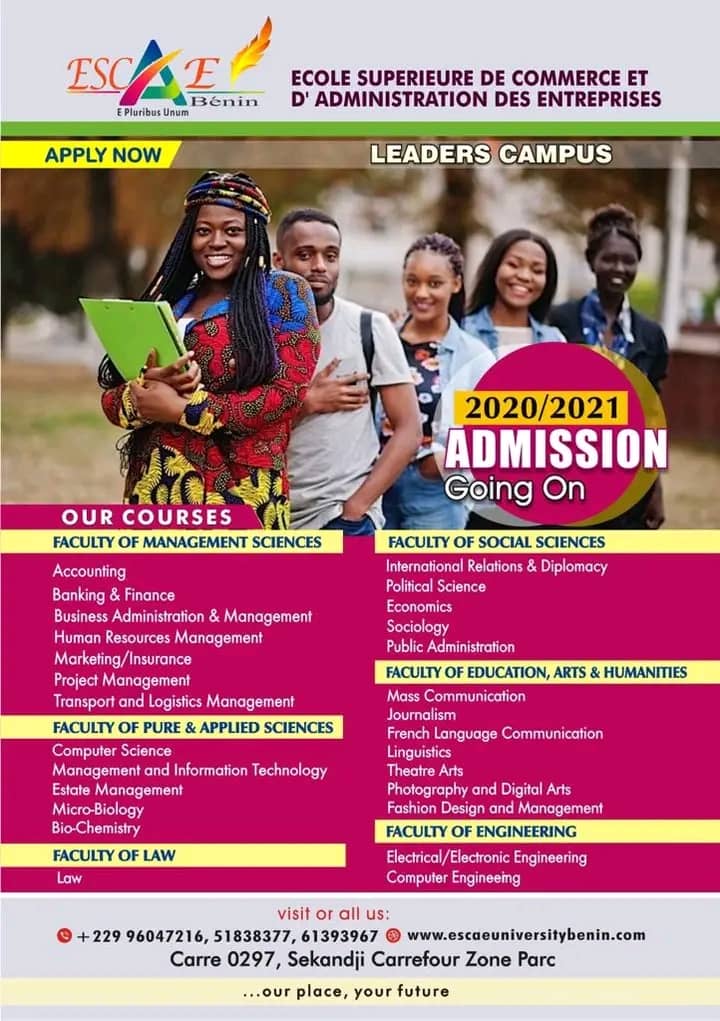 ESCAE
Bénin
E Pluribus Unum
ECOLE SUPERIEURE DE COMMERCE ET
D' ADMINISTRATION DES ENTREPRISES
APPLY NOW
LEADERS CAMPUS
2020/2021
ADMISSION
Going On
OUR COURSES
FACULTY OF MANAGEMENT SCIENCES
Accounting
Banking & Finance
Business Administration & Management
Human Resources Management
Marketing/Insurance
Project Management
Transport and Logistics Management
FACULTY OF PURE & APPLIED SCIENCES
Computer Science
Management and Information Technology
Estate Management
Micro-Biology
Bio-Chemistry
FACULTY OF LAW
Law
FACULTY OF SOCIAL SCIENCES
International Relations & Diplomacy
Political Science
Economics
Sociology
Public Administration
FACULTY OF EDUCATION, ARTS & HUMANITIES
Mass Communication
Journalism
French Language Communication
Linguistics
Theatre Arts
Photography and Digital Arts
Fashion Design and Management
FACULTY OF ENGINEERING
Electrical/Electronic Engineering
Computer Engineeing
visit or all us:
+229 96047216, 51838377, 61393967 www.escaeuniversitybenin.com
Carre 0297, Sekandji Carrefour Zone Parc
...our place, your future